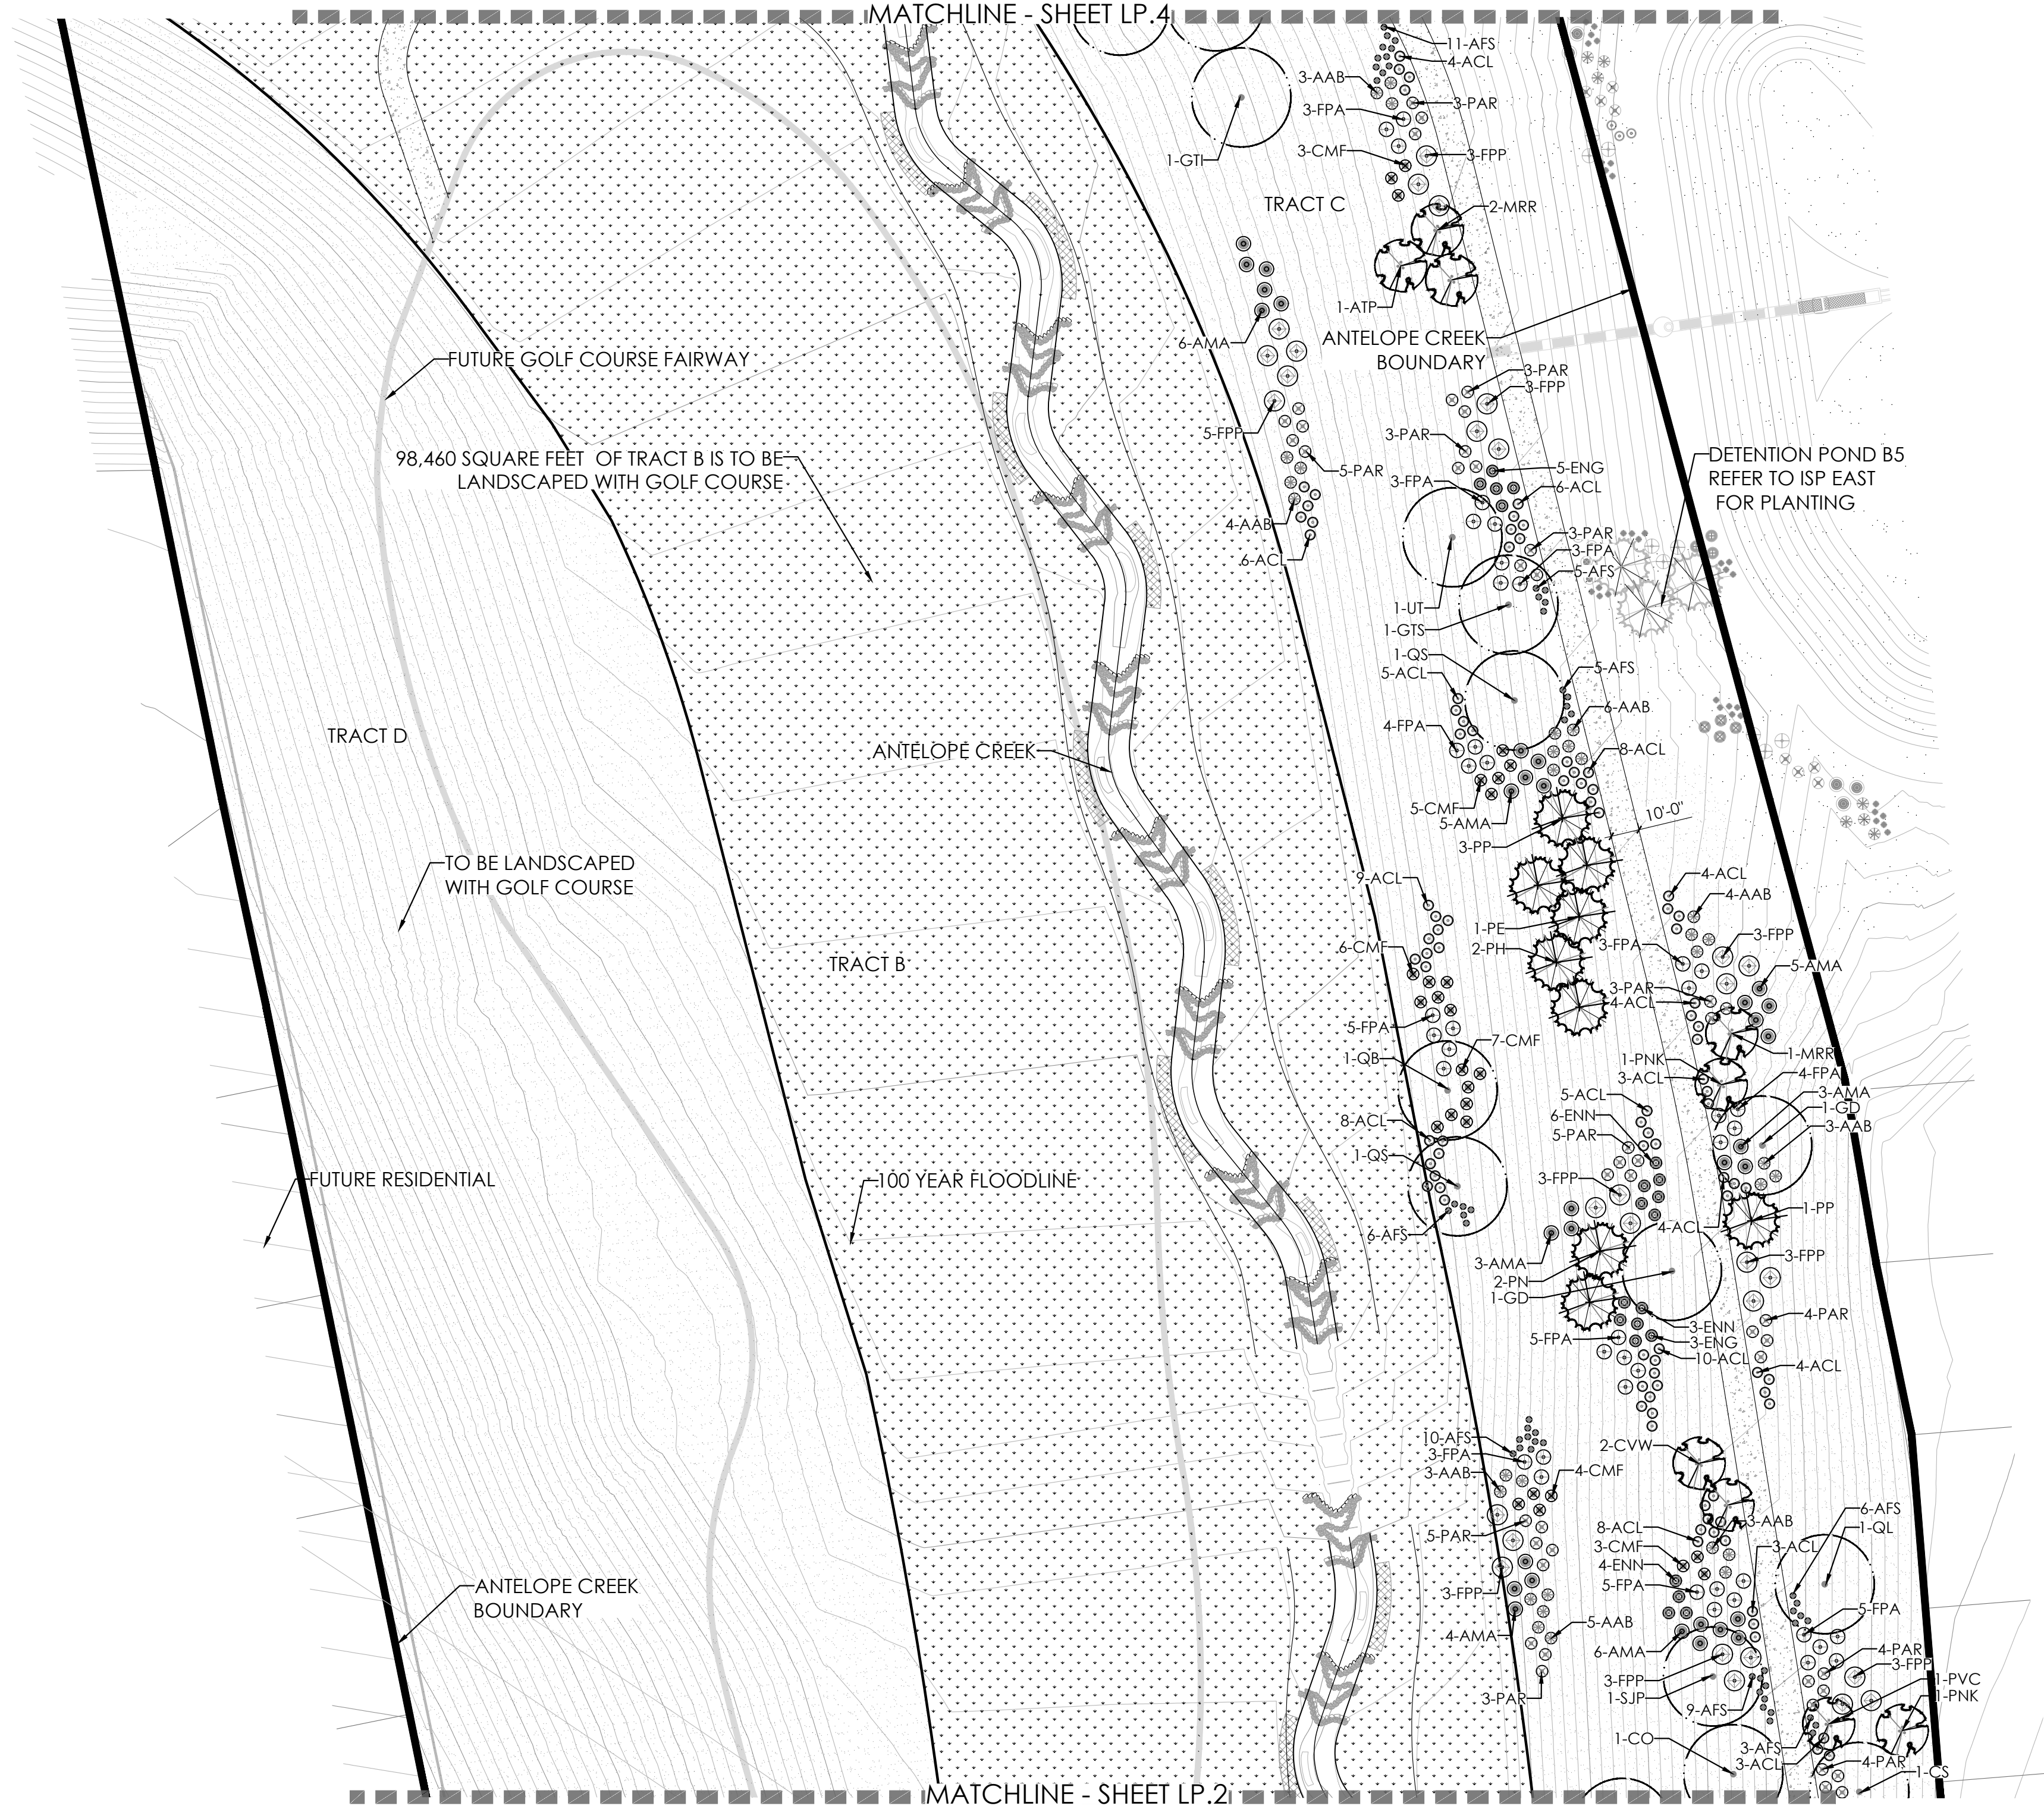 MATCHLINE - SHEET LP.4
11-AFS
4-ACL
3-AAB
3-PAR
3-FPA
3-CMF
3-FPP
1-GTI
TRACT C
2-MRR
1-ATP
6-AMA
ANTELOPE CREEK
BOUNDARY
FUTURE GOLF COURSE FAIRWAY
3-PAR
3-FPP
5-FPP
3-PAR
98,460 SQUARE FEET OF TRACT B IS TO BE
LANDSCAPED WITH GOLF COURSE
DETENTION POND B5
REFER TO ISP EAST
FOR PLANTING
5-PAR
5-ENG
3-FPA
6-ACL
4-AAB
6-ACL
3-PAR
3-FPA
5-AFS
1-UT
1-GTS
1-QS
5-ACL
5-AFS
6-AAB
4-FPA
TRACT D
ANTELOPE CREEK
8-ACL
5-CMF
5-AMA
10'-0"
3-PP
TO BE LANDSCAPED
WITH GOLF COURSE
9-ACL
4-ACL
4-AAB
1-PE
6-CMF
2-PH
3-FPA
3-FPP
TRACT B
5-AMA
3-PAR
4-ACL
5-FPA
7-CMF
1-QB
1-MRR
1-PNK
4-FPA
3-ACL
3-AMA
1-GD
3-AAB
5-ACL
6-ENN
5-PAR
8-ACL
1-QS
100 YEAR FLOODLINE
FUTURE RESIDENTIAL
3-FPP
1-PP
4-ACL
6-AFS
3-FPP
3-AMA
2-PN
1-GD
4-PAR
3-ENN
3-ENG
5-FPA
10-ACL
4-ACL
10-AFS
3-FPA
3-AAB
2-CVW
4-CMF
6-AFS
1-QL
5-PAR
8-ACL
3-AAB
3-CMF
3-ACL
4-ENN
5-FPA
ANTELOPE CREEK
BOUNDARY
3-FPP
5-FPA
4-AMA
5-AAB
6-AMA
4-PAR
3-FPP
3-FPP
1-PVC
1-SJP
1-PNK
3-PAR
9-AFS
1-CO
3-AFS
3-ACL
4-PAR
1-CS
MATCHLINE - SHEET LP.2